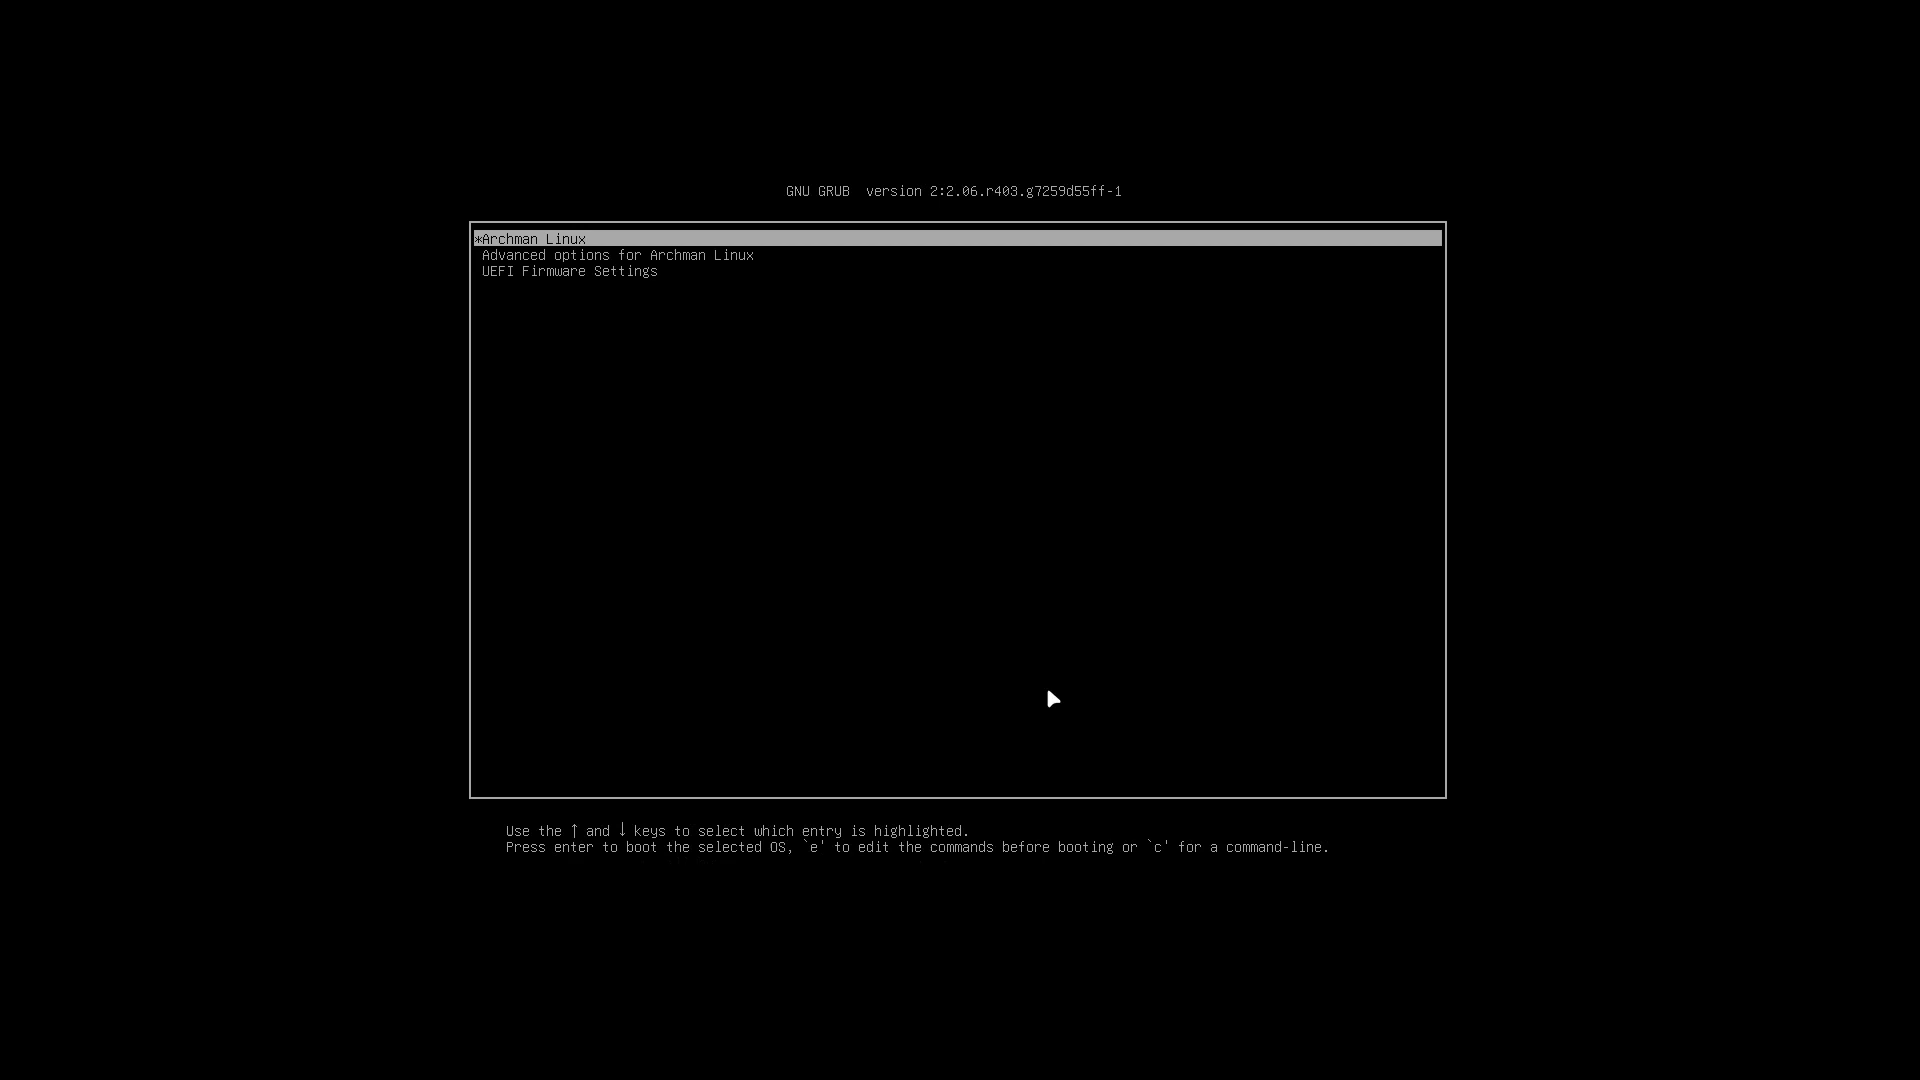 GNU GRUB  version 2:2.06.r403.g7259d55ff-1
*Archman Linux
Advanced options for Archman Linux
UEFI Firmware Settings
Use the ↑ and ↓ keys to select which entry is highlighted.
Press enter to boot the selected OS, `e' to edit the commands before booting or `c' for a command-line.